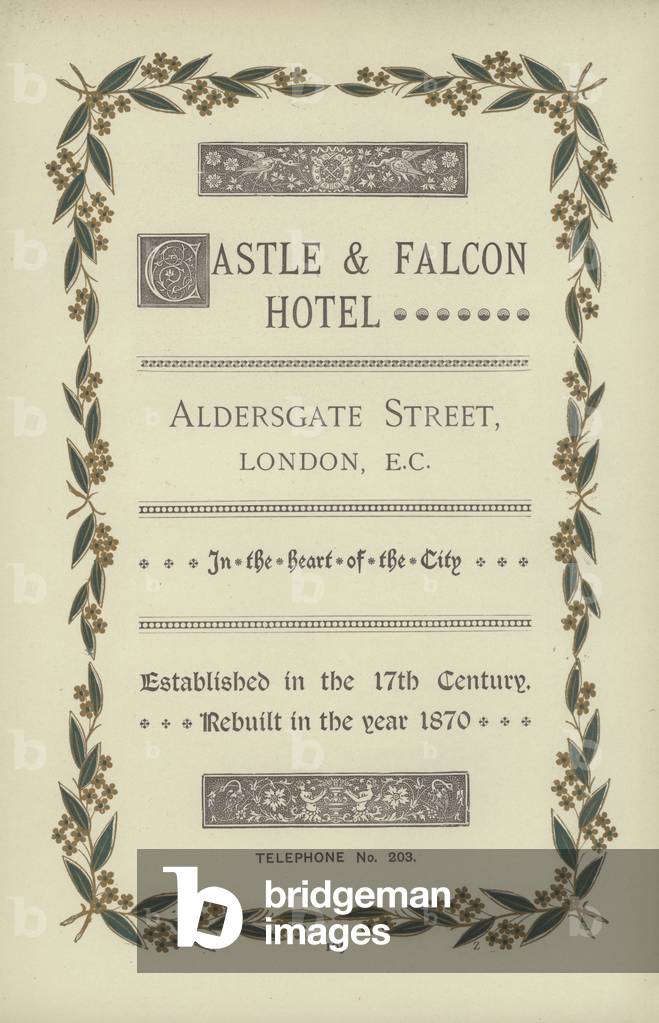 CASTLE & FALCON
HOTEL
ALDERSGATE STREET,
LONDON, E.C.
In * the * heart * of * the * City
Established in the 17th Century.
Rebuilt in the year 1870
TELEPHONE No. 203.
bridgeman
images
Z